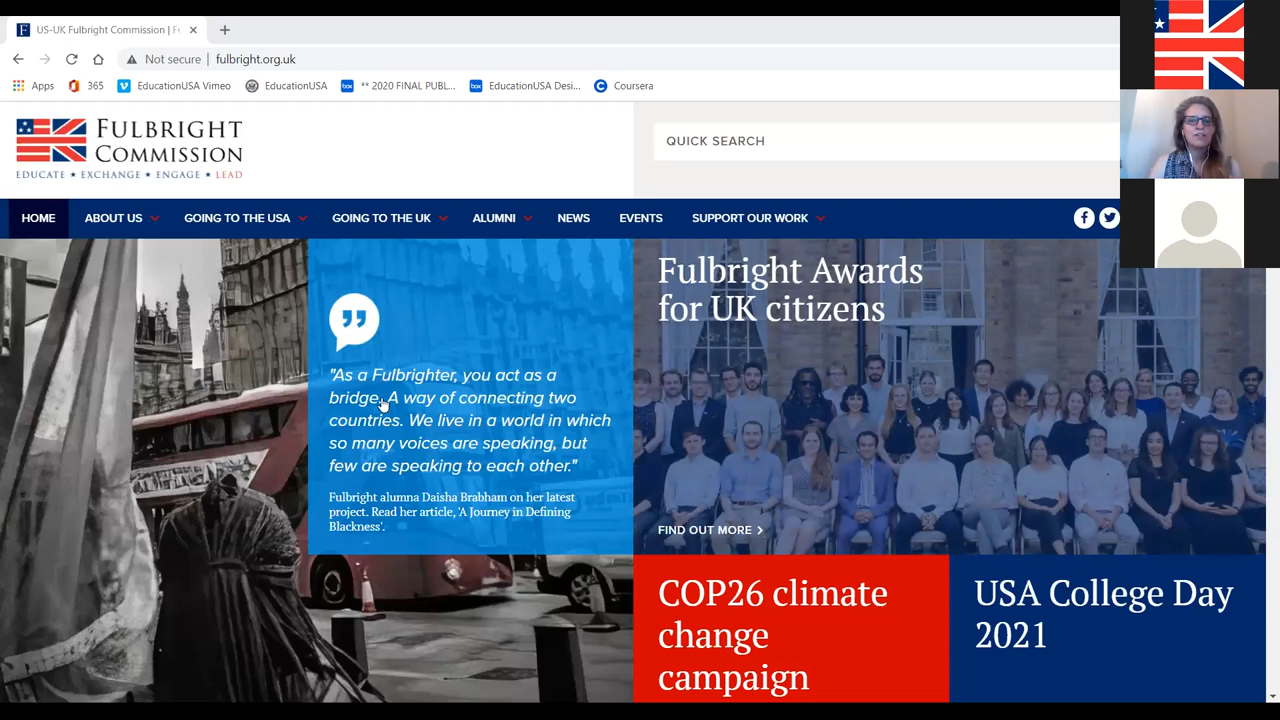 US-UK Fulbright Commission |
Not secure | fulbright.org.uk
Apps 365 EducationUSA Vimeo EducationUSA ** 2020 FINAL PUBL... EducationUSA Desi... Coursera
FULBRIGHT
COMMISSION
EDUCATE ★ EXCHANGE ★ ENGAGE ★ LEAD
QUICK SEARCH
HOME ABOUT US GOING TO THE USA GOING TO THE UK ALUMNI NEWS EVENTS SUPPORT OUR WORK
"As a Fulbrighter, you act as a
bridge. A way of connecting two
countries. We live in a world in which
so many voices are speaking, but
few are speaking to each other."
Fulbright alumna Daisha Brabham on her latest
project. Read her article, 'A Journey in Defining
Blackness'.
Fulbright Awards
for UK citizens
FIND OUT MORE >
COP26 climate
change
campaign
USA College Day
2021